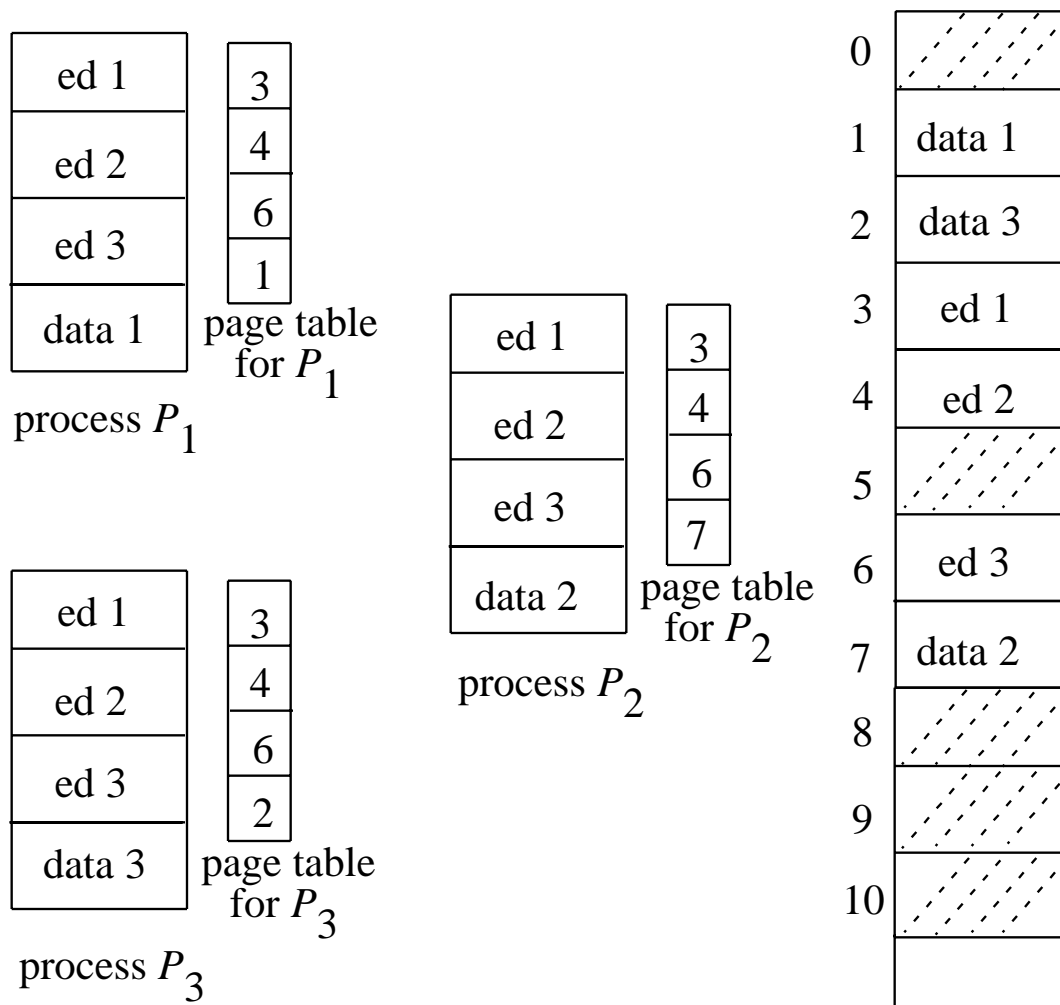 ed 1
ed 2
ed 3
data 1
process P1
3
4
6
1
page table
for P1
ed 1
ed 2
ed 3
data 2
process P2
3
4
6
7
page table
for P2
ed 1
ed 2
ed 3
data 3
process P3
3
4
6
2
page table
for P3
0
1 data 1
2 data 3
3 ed 1
4 ed 2
5
6 ed 3
7 data 2
8
9
10